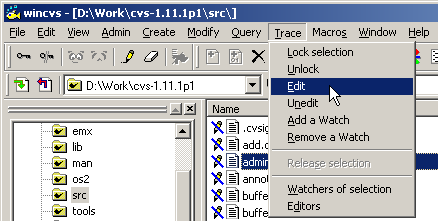 wincvs - [D:\Work\cvs-1.11.1p1\src\]
File Edit View Admin Create Modify Query Trace Macros Window Help
Lock selection
Unlock
Edit
Unedit
Add a Watch
Remove a Watch
Release selection
Watchers of selection
Editors
D:\Work\cvs-1.11.1p1
emx
lib
man
os2
src
tools
Name
.cvsig
add.c
admin
annot
buffe
buffe